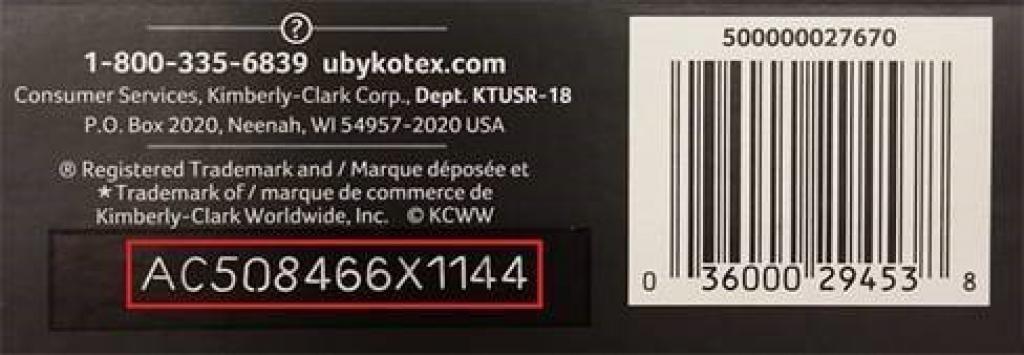 ?
1-800-335-6839 ubykotex.com
Consumer Services, Kimberly-Clark Corp., Dept. KTUSR-18
P.O. Box 2020, Neenah, WI 54957-2020 USA
® Registered Trademark and / Marque déposée et
★Trademark of / marque de commerce de
Kimberly-Clark Worldwide, Inc. © KCWW
AC508466X1144
500000027670
0 36000 29453 8